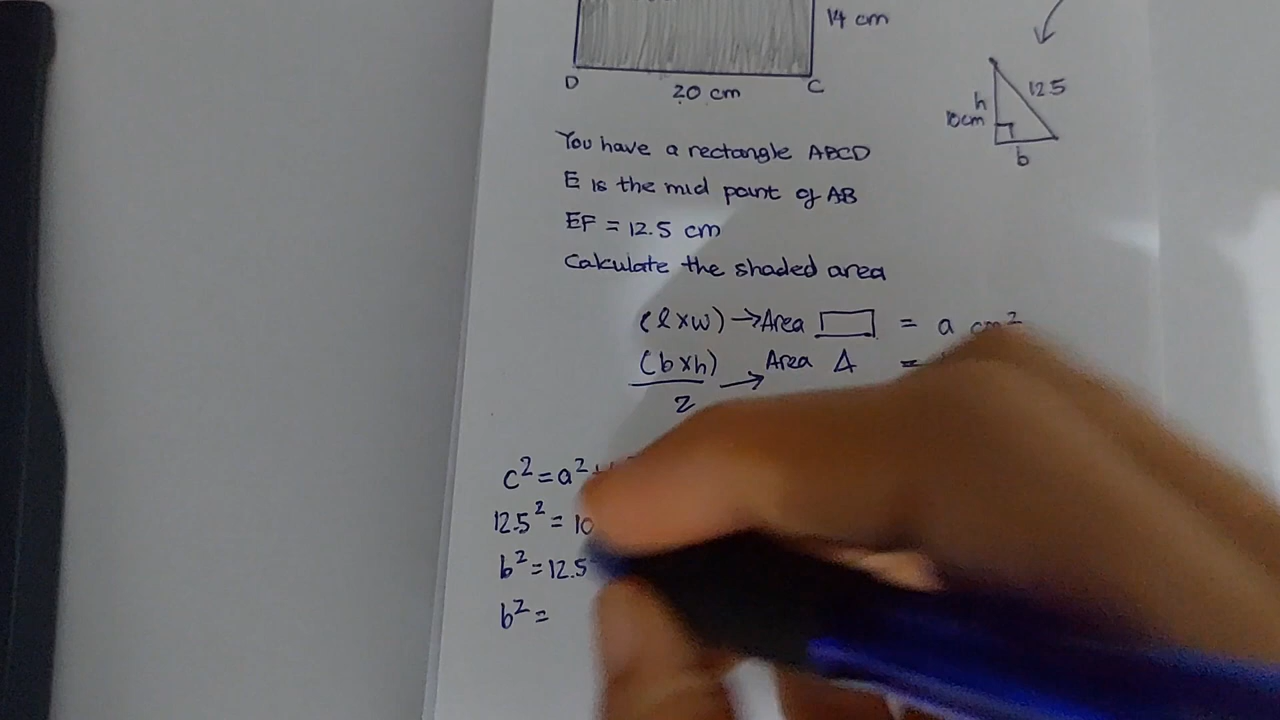 14 cm
D 20 cm C
h 12.5
10cm
b
You have a rectangle ABCD
E is the mid point of AB
EF = 12.5 cm
Calculate the shaded area
(l×w) → Area ▭ = a cm²
(b×h) → Area Δ =
2
c² = a² +
12.5² = 10
b² = 12.5
b² =